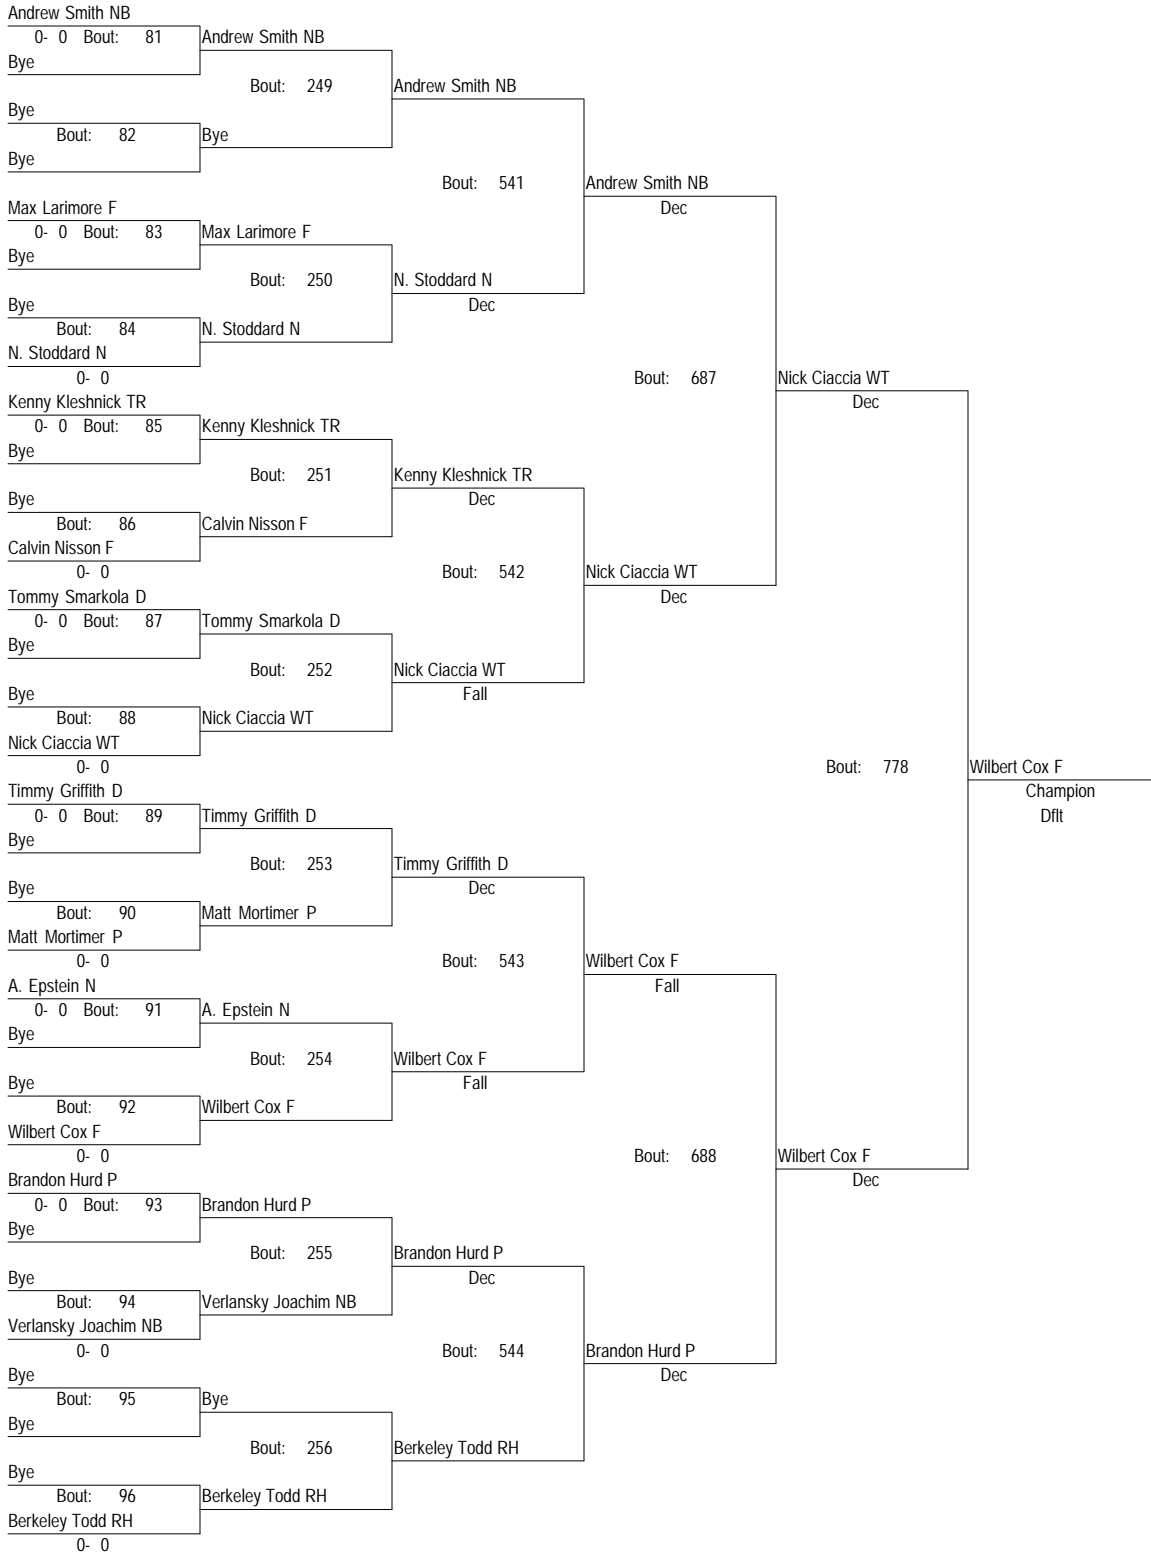 Andrew Smith NB
0- 0 Bout: 81 Andrew Smith NB
Bye
Bout: 249 Andrew Smith NB
Bye
Bout: 82 Bye
Bye
Bout: 541 Andrew Smith NB
Dec
Max Larimore F
0- 0 Bout: 83 Max Larimore F
Bye
Bout: 250 N. Stoddard N
Dec
Bye
Bout: 84 N. Stoddard N
N. Stoddard N
0- 0
Bout: 687 Nick Ciaccia WT
Dec
Kenny Kleshnick TR
0- 0 Bout: 85 Kenny Kleshnick TR
Bye
Bout: 251 Kenny Kleshnick TR
Dec
Bye
Bout: 86 Calvin Nisson F
Calvin Nisson F
0- 0
Bout: 542 Nick Ciaccia WT
Dec
Tommy Smarkola D
0- 0 Bout: 87 Tommy Smarkola D
Bye
Bout: 252 Nick Ciaccia WT
Fall
Bye
Bout: 88 Nick Ciaccia WT
Nick Ciaccia WT
0- 0
Bout: 778 Wilbert Cox F
Champion
Dflt
Timmy Griffith D
0- 0 Bout: 89 Timmy Griffith D
Bye
Bout: 253 Timmy Griffith D
Dec
Bye
Bout: 90 Matt Mortimer P
Matt Mortimer P
0- 0
Bout: 543 Wilbert Cox F
Fall
A. Epstein N
0- 0 Bout: 91 A. Epstein N
Bye
Bout: 254 Wilbert Cox F
Fall
Bye
Bout: 92 Wilbert Cox F
Wilbert Cox F
0- 0
Bout: 688 Wilbert Cox F
Dec
Brandon Hurd P
0- 0 Bout: 93 Brandon Hurd P
Bye
Bout: 255 Brandon Hurd P
Dec
Bye
Bout: 94 Verlansky Joachim NB
Verlansky Joachim NB
0- 0
Bout: 544 Brandon Hurd P
Dec
Bye
Bout: 95 Bye
Bye
Bout: 256 Berkeley Todd RH
Bye
Bout: 96 Berkeley Todd RH
Berkeley Todd RH
0- 0